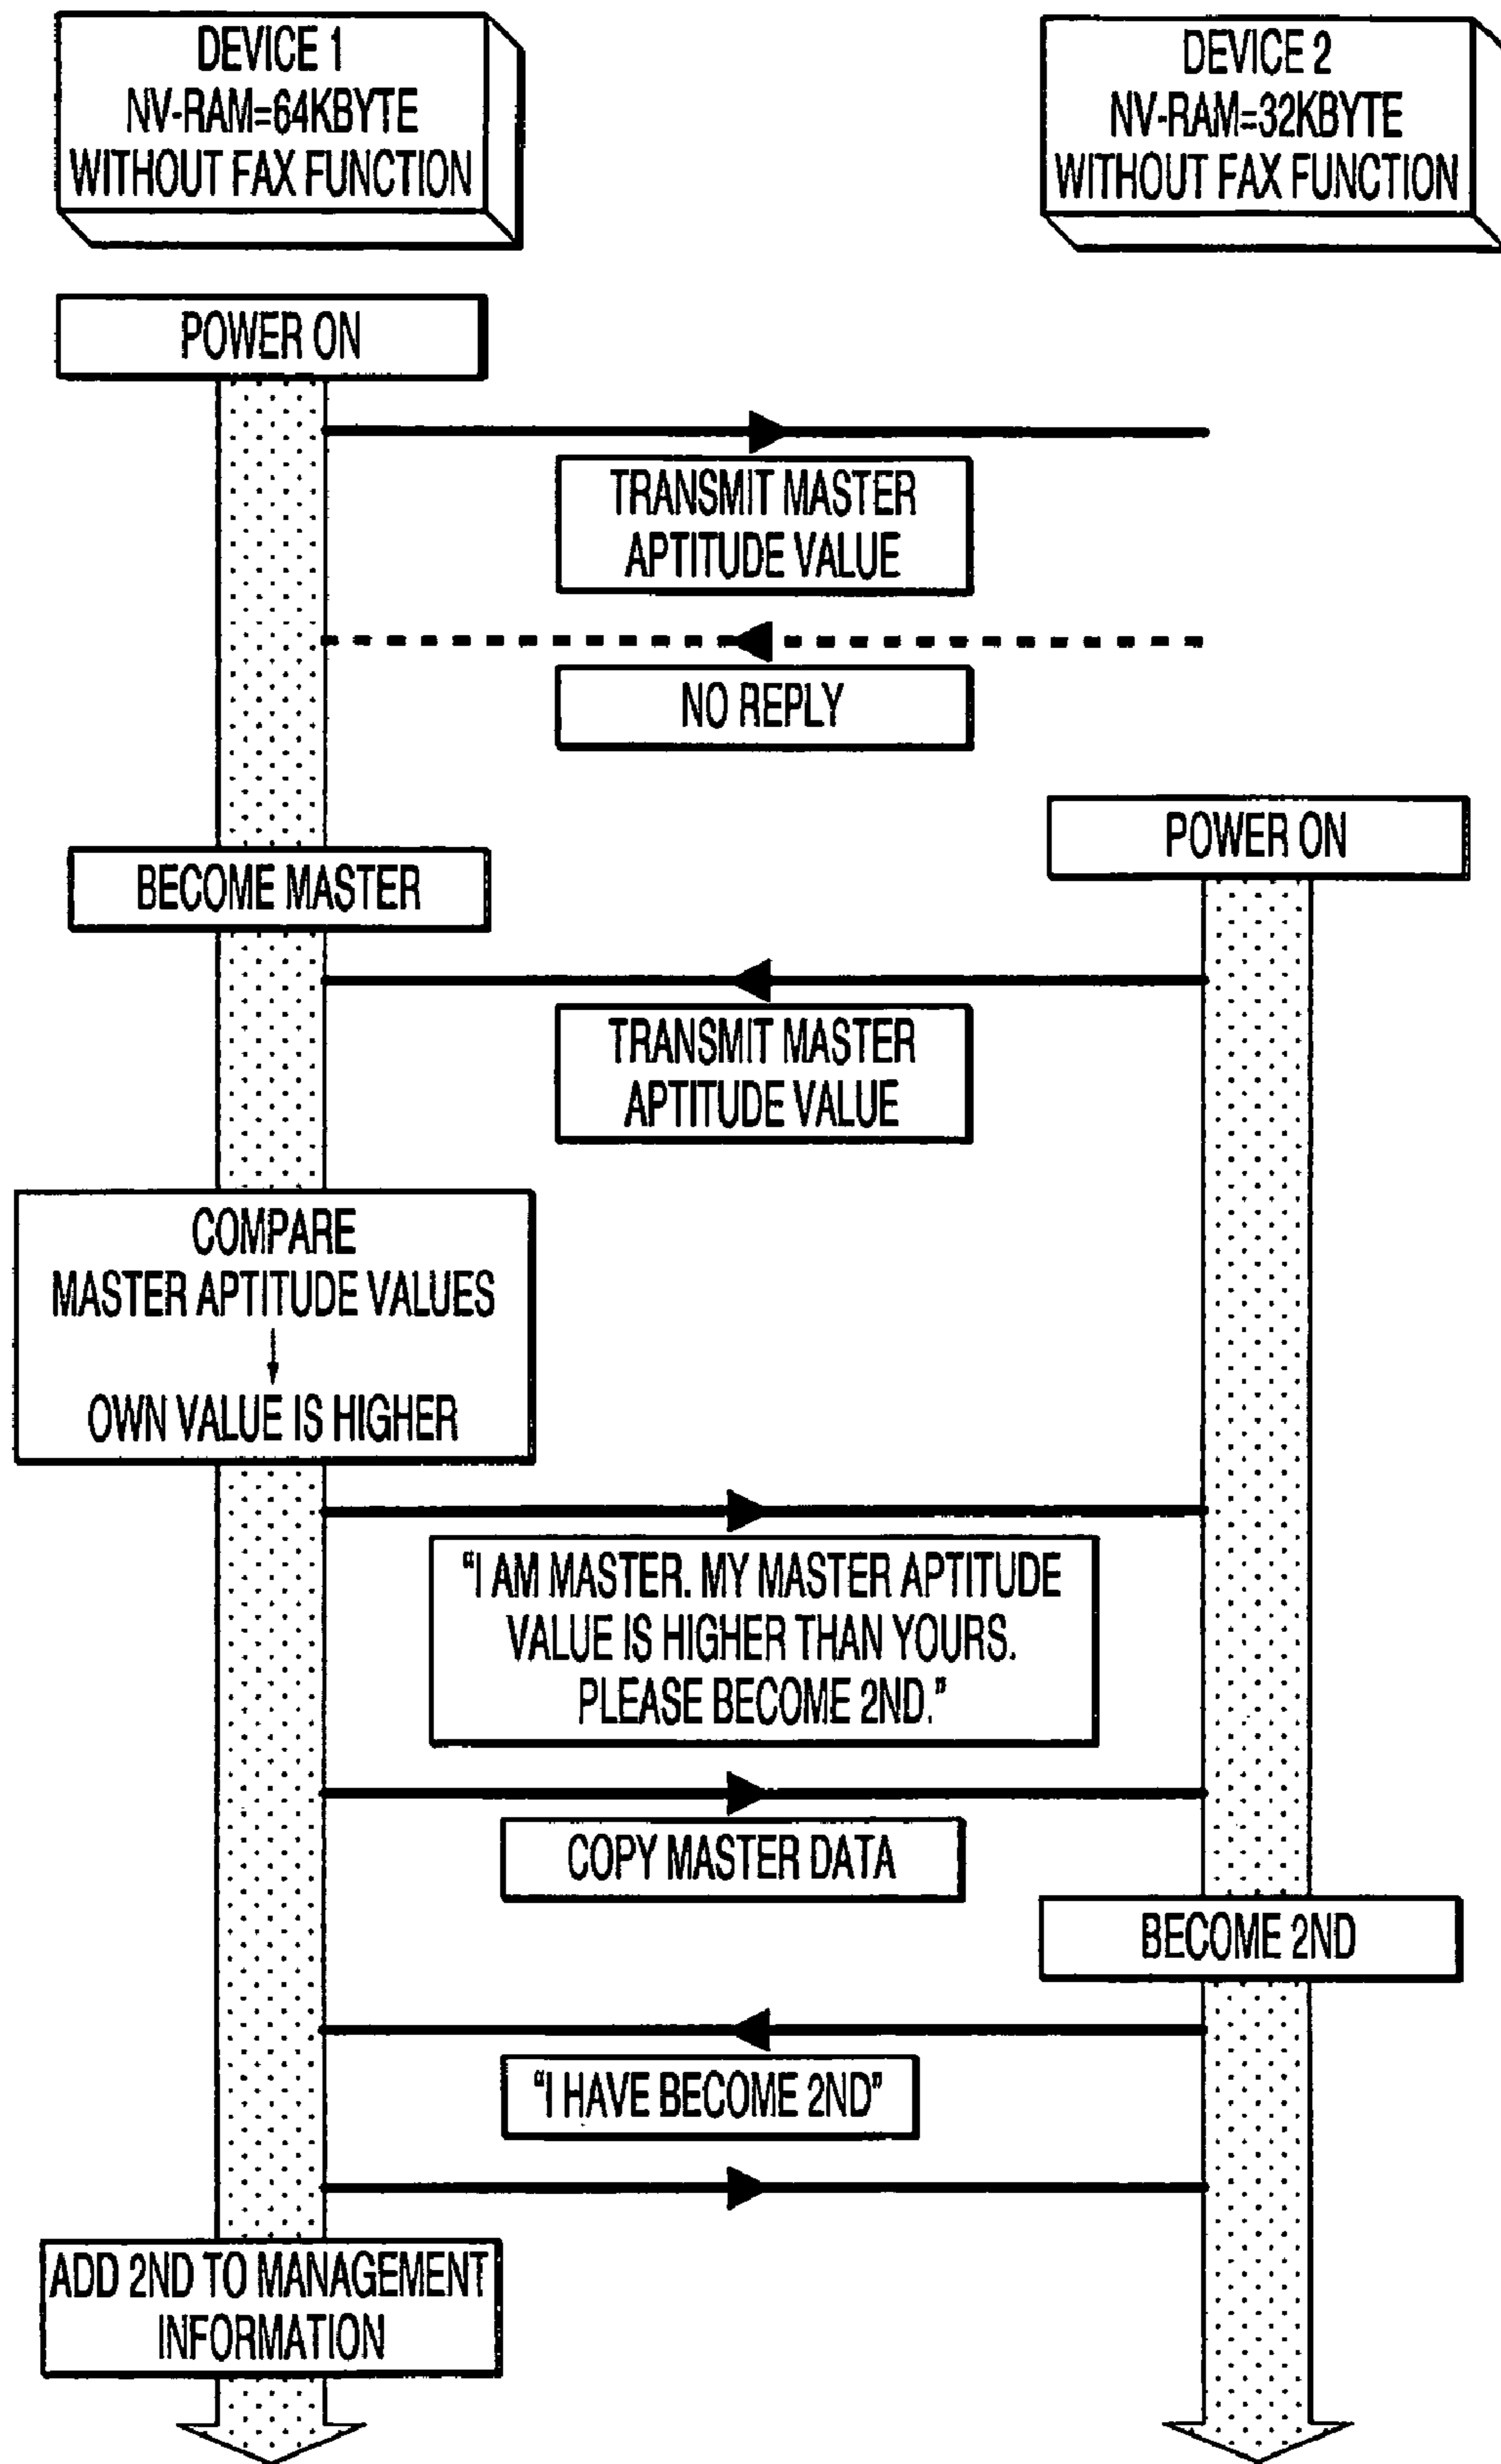 DEVICE 1
NV-RAM=64KBYTE
WITHOUT FAX FUNCTION
DEVICE 2
NV-RAM=32KBYTE
WITHOUT FAX FUNCTION
POWER ON
TRANSMIT MASTER
APTITUDE VALUE
NO REPLY
POWER ON
BECOME MASTER
TRANSMIT MASTER
APTITUDE VALUE
COMPARE
MASTER APTITUDE VALUES
OWN VALUE IS HIGHER
“I AM MASTER. MY MASTER APTITUDE
VALUE IS HIGHER THAN YOURS.
PLEASE BECOME 2ND.”
COPY MASTER DATA
BECOME 2ND
“I HAVE BECOME 2ND”
ADD 2ND TO MANAGEMENT
INFORMATION